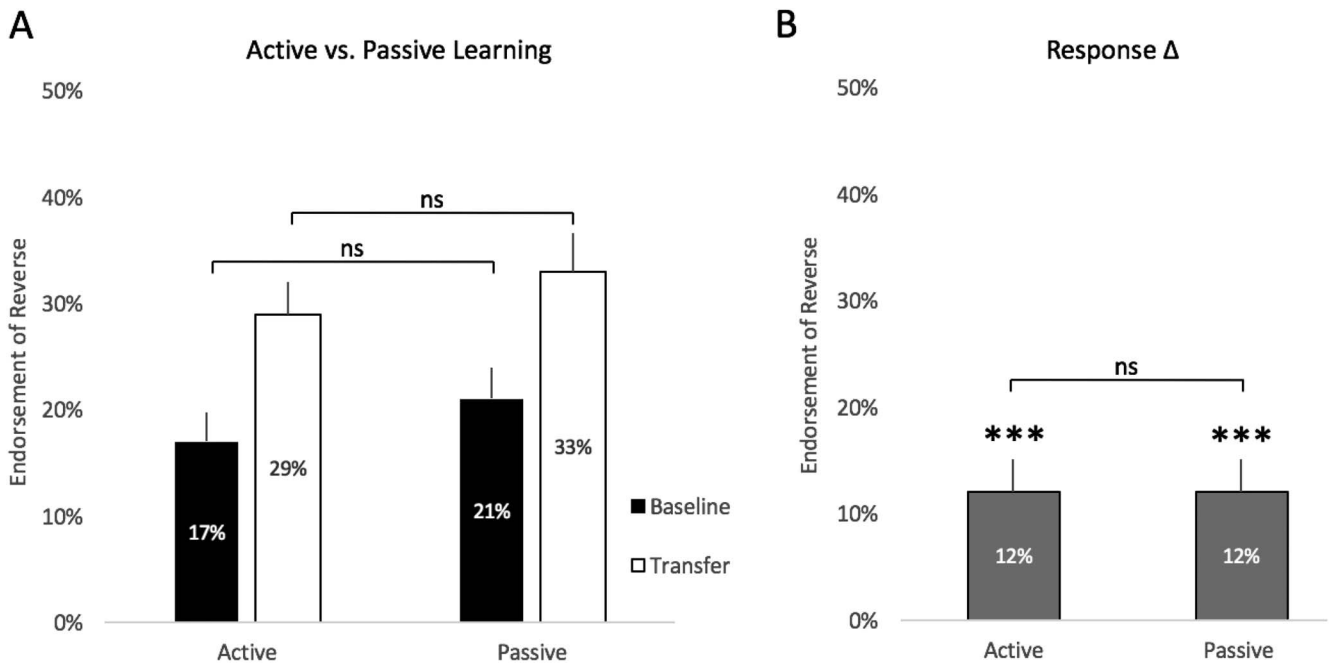 A
Active vs. Passive Learning
Endorsement of Reverse
50%
40%
30%
20%
10%
0%
ns
ns
17%
29%
21%
33%
Baseline
Transfer
Active
Passive
B
Response Δ
Endorsement of Reverse
50%
40%
30%
20%
10%
0%
ns
***
***
12%
12%
Active
Passive